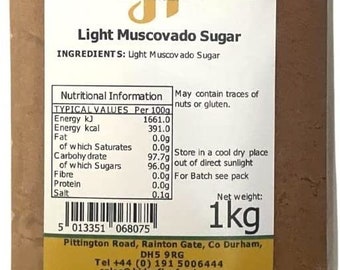 Light Muscovado Sugar
INGREDIENTS: Light Muscovado Sugar
Nutritional Information
TYPICAL VALUES Per 100g
Energy kJ 1661.0
Energy kcal 391.0
Fat 0.0g
of which Saturates 0.0g
Carbohydrate 97.7g
of which Sugars 96.0g
Fibre 0.0g
Protein 0.0g
Salt 0.1g
May contain traces of
nuts or gluten.
Store in a cool dry place
out of direct sunlight
For Batch see pack
Net weight:
1kg
5 013351 068075
Pittington Road, Rainton Gate, Co Durham,
DH5 9RG
Tel +44 (0) 191 5006444